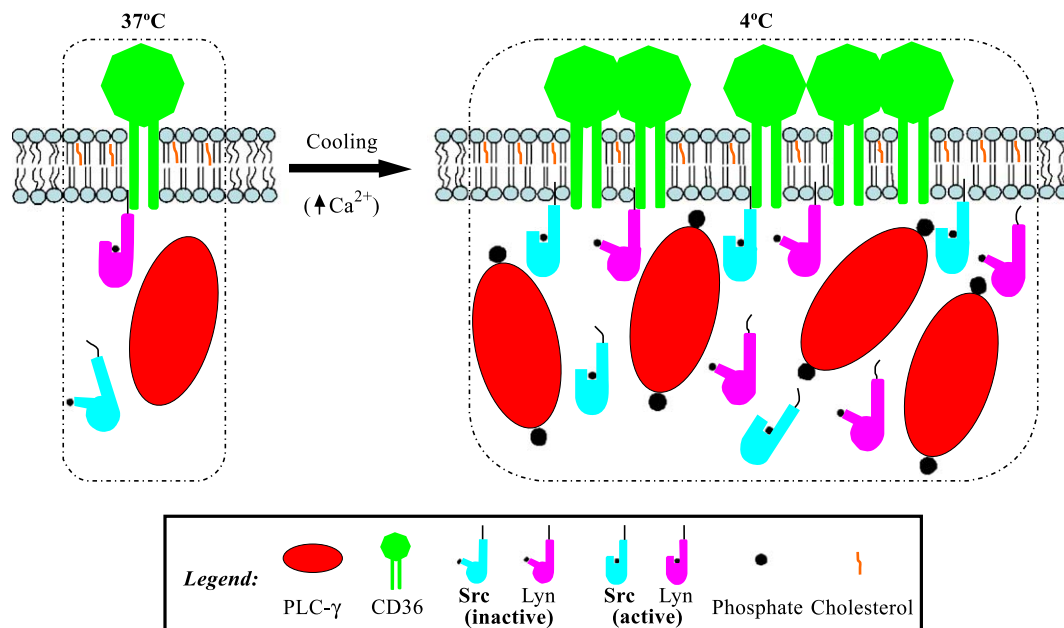 37ºC
4ºC
Cooling
(↑Ca²⁺)
Legend:
PLC-γ
CD36
Src Lyn
(inactive)
Src Lyn
(active)
Phosphate
Cholesterol